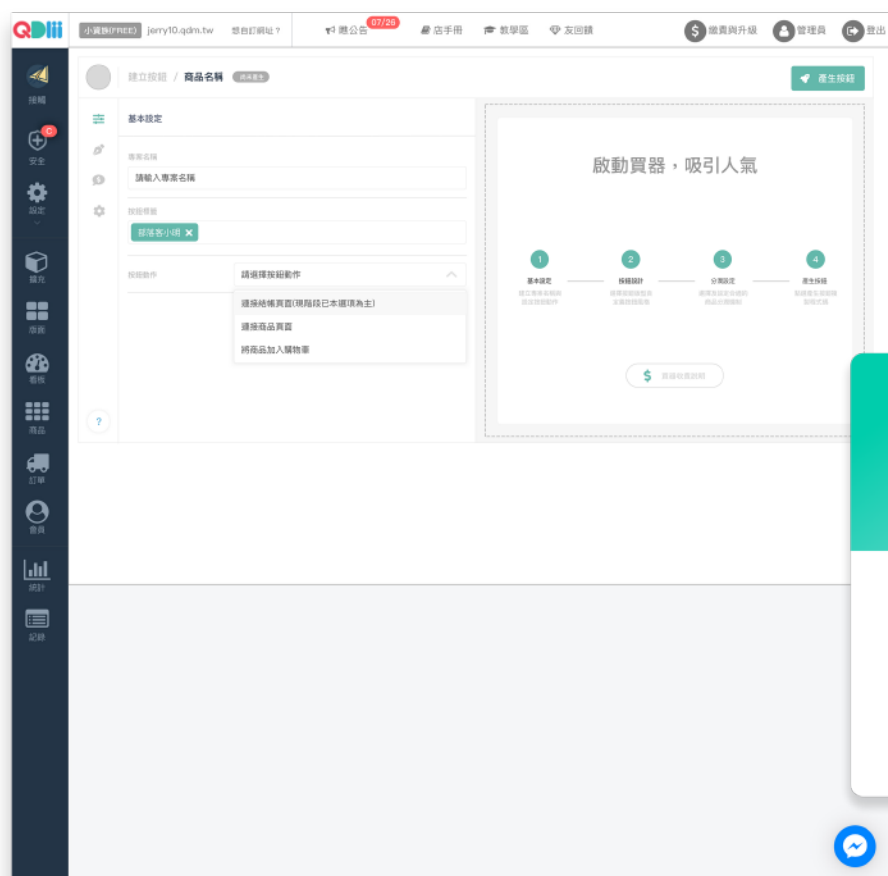 QDlii
小資族(FREE)
jerry10.qdm.tw
想自訂網址？
瞧公告
07/26
店手冊
教學區
友回饋
$ 繳費與升級
管理員
登出
接觸
C
安全
設定
擴充
版面
看板
商品
訂單
會員
統計
記錄
建立按鈕 / 商品名稱
產生按鈕
基本設定
專案名稱
請輸入專案名稱
按鈕標籤
部落客小明 ×
按鈕動作
請選擇按鈕動作
連接結帳頁面(現階段已本選項為主)
連接商品頁面
將商品加入購物車
?
啟動買器，吸引人氣
1
2
3
4
基本設定
按鈕設計
分潤設定
產生按鈕
$